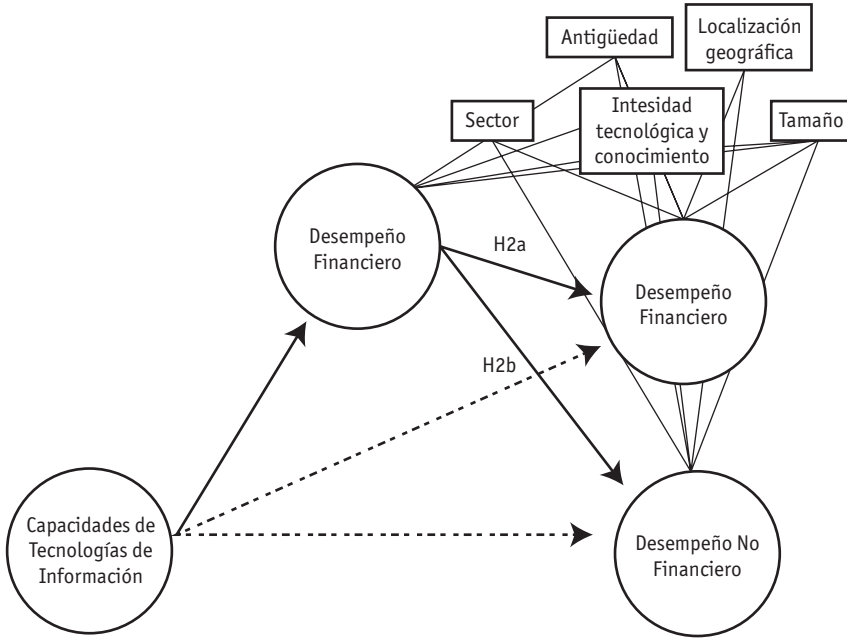 Antigüedad
Localización
geográfica
Sector
Intesidad
tecnológica y
conocimiento
Tamaño
Desempeño
Financiero
H2a
Desempeño
Financiero
H2b
Capacidades de
Tecnologías de
Información
Desempeño No
Financiero